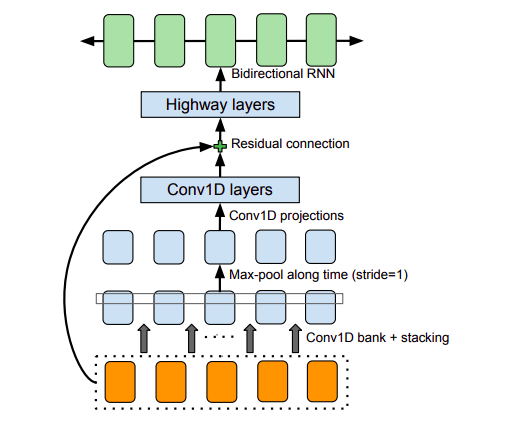 Bidirectional RNN
Highway layers
Residual connection
Conv1D layers
Conv1D projections
Max-pool along time (stride=1)
Conv1D bank + stacking